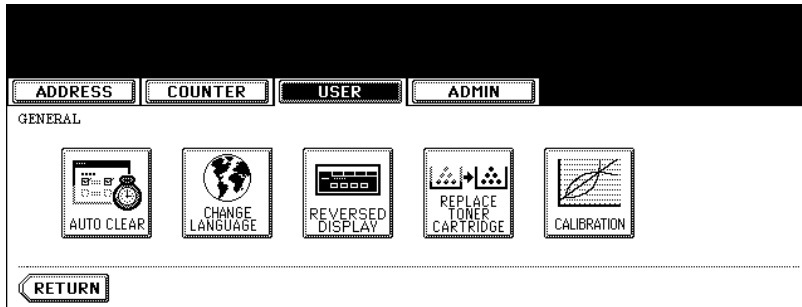 ADDRESS COUNTER USER ADMIN
GENERAL
AUTO CLEAR
CHANGE
LANGUAGE
REVERSED
DISPLAY
REPLACE
TONER
CARTRIDGE
CALIBRATION
RETURN